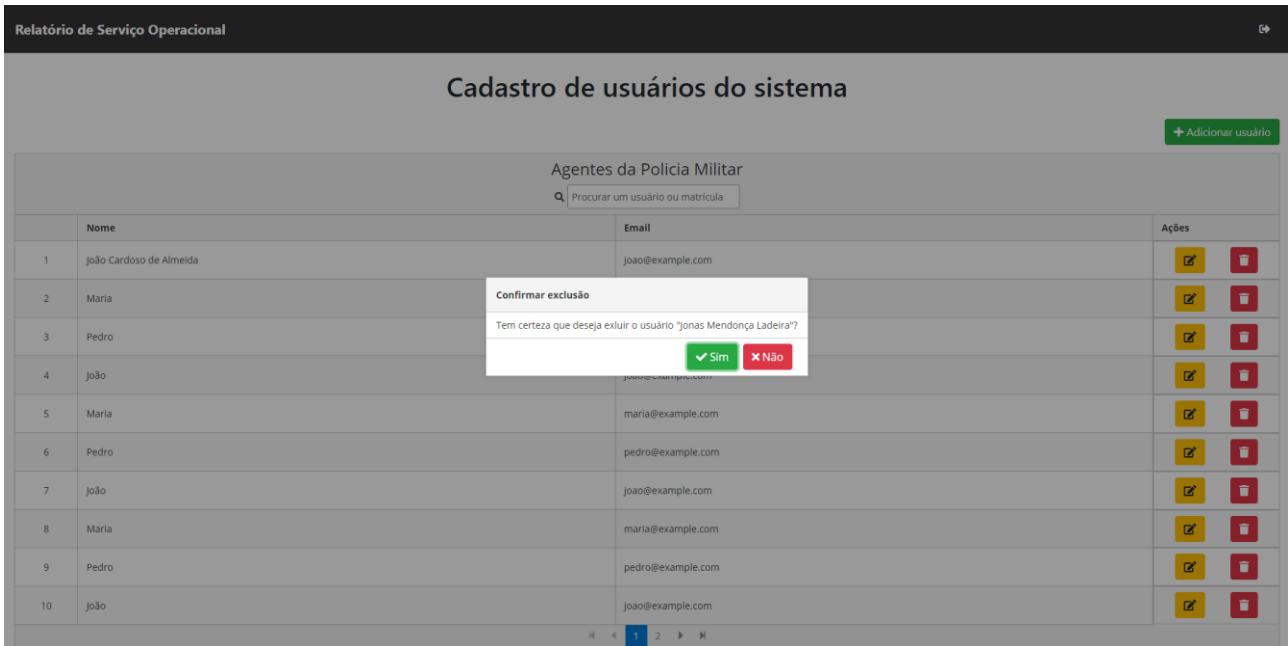 Relatório de Serviço Operacional
Cadastro de usuários do sistema
Adicionar usuário
Agentes da Policia Militar
Procurar um usuário ou matrícula
Nome Email Ações
1 João Cardoso de Almeida joao@example.com
2 Maria
3 Pedro
Confirmar exclusão
Tem certeza que deseja exluir o usuário "Jonas Mendonça Ladeira"?
Sim Não
4 João joao@example.com
5 Maria maria@example.com
6 Pedro pedro@example.com
7 João joao@example.com
8 Maria maria@example.com
9 Pedro pedro@example.com
10 João joao@example.com
1 2